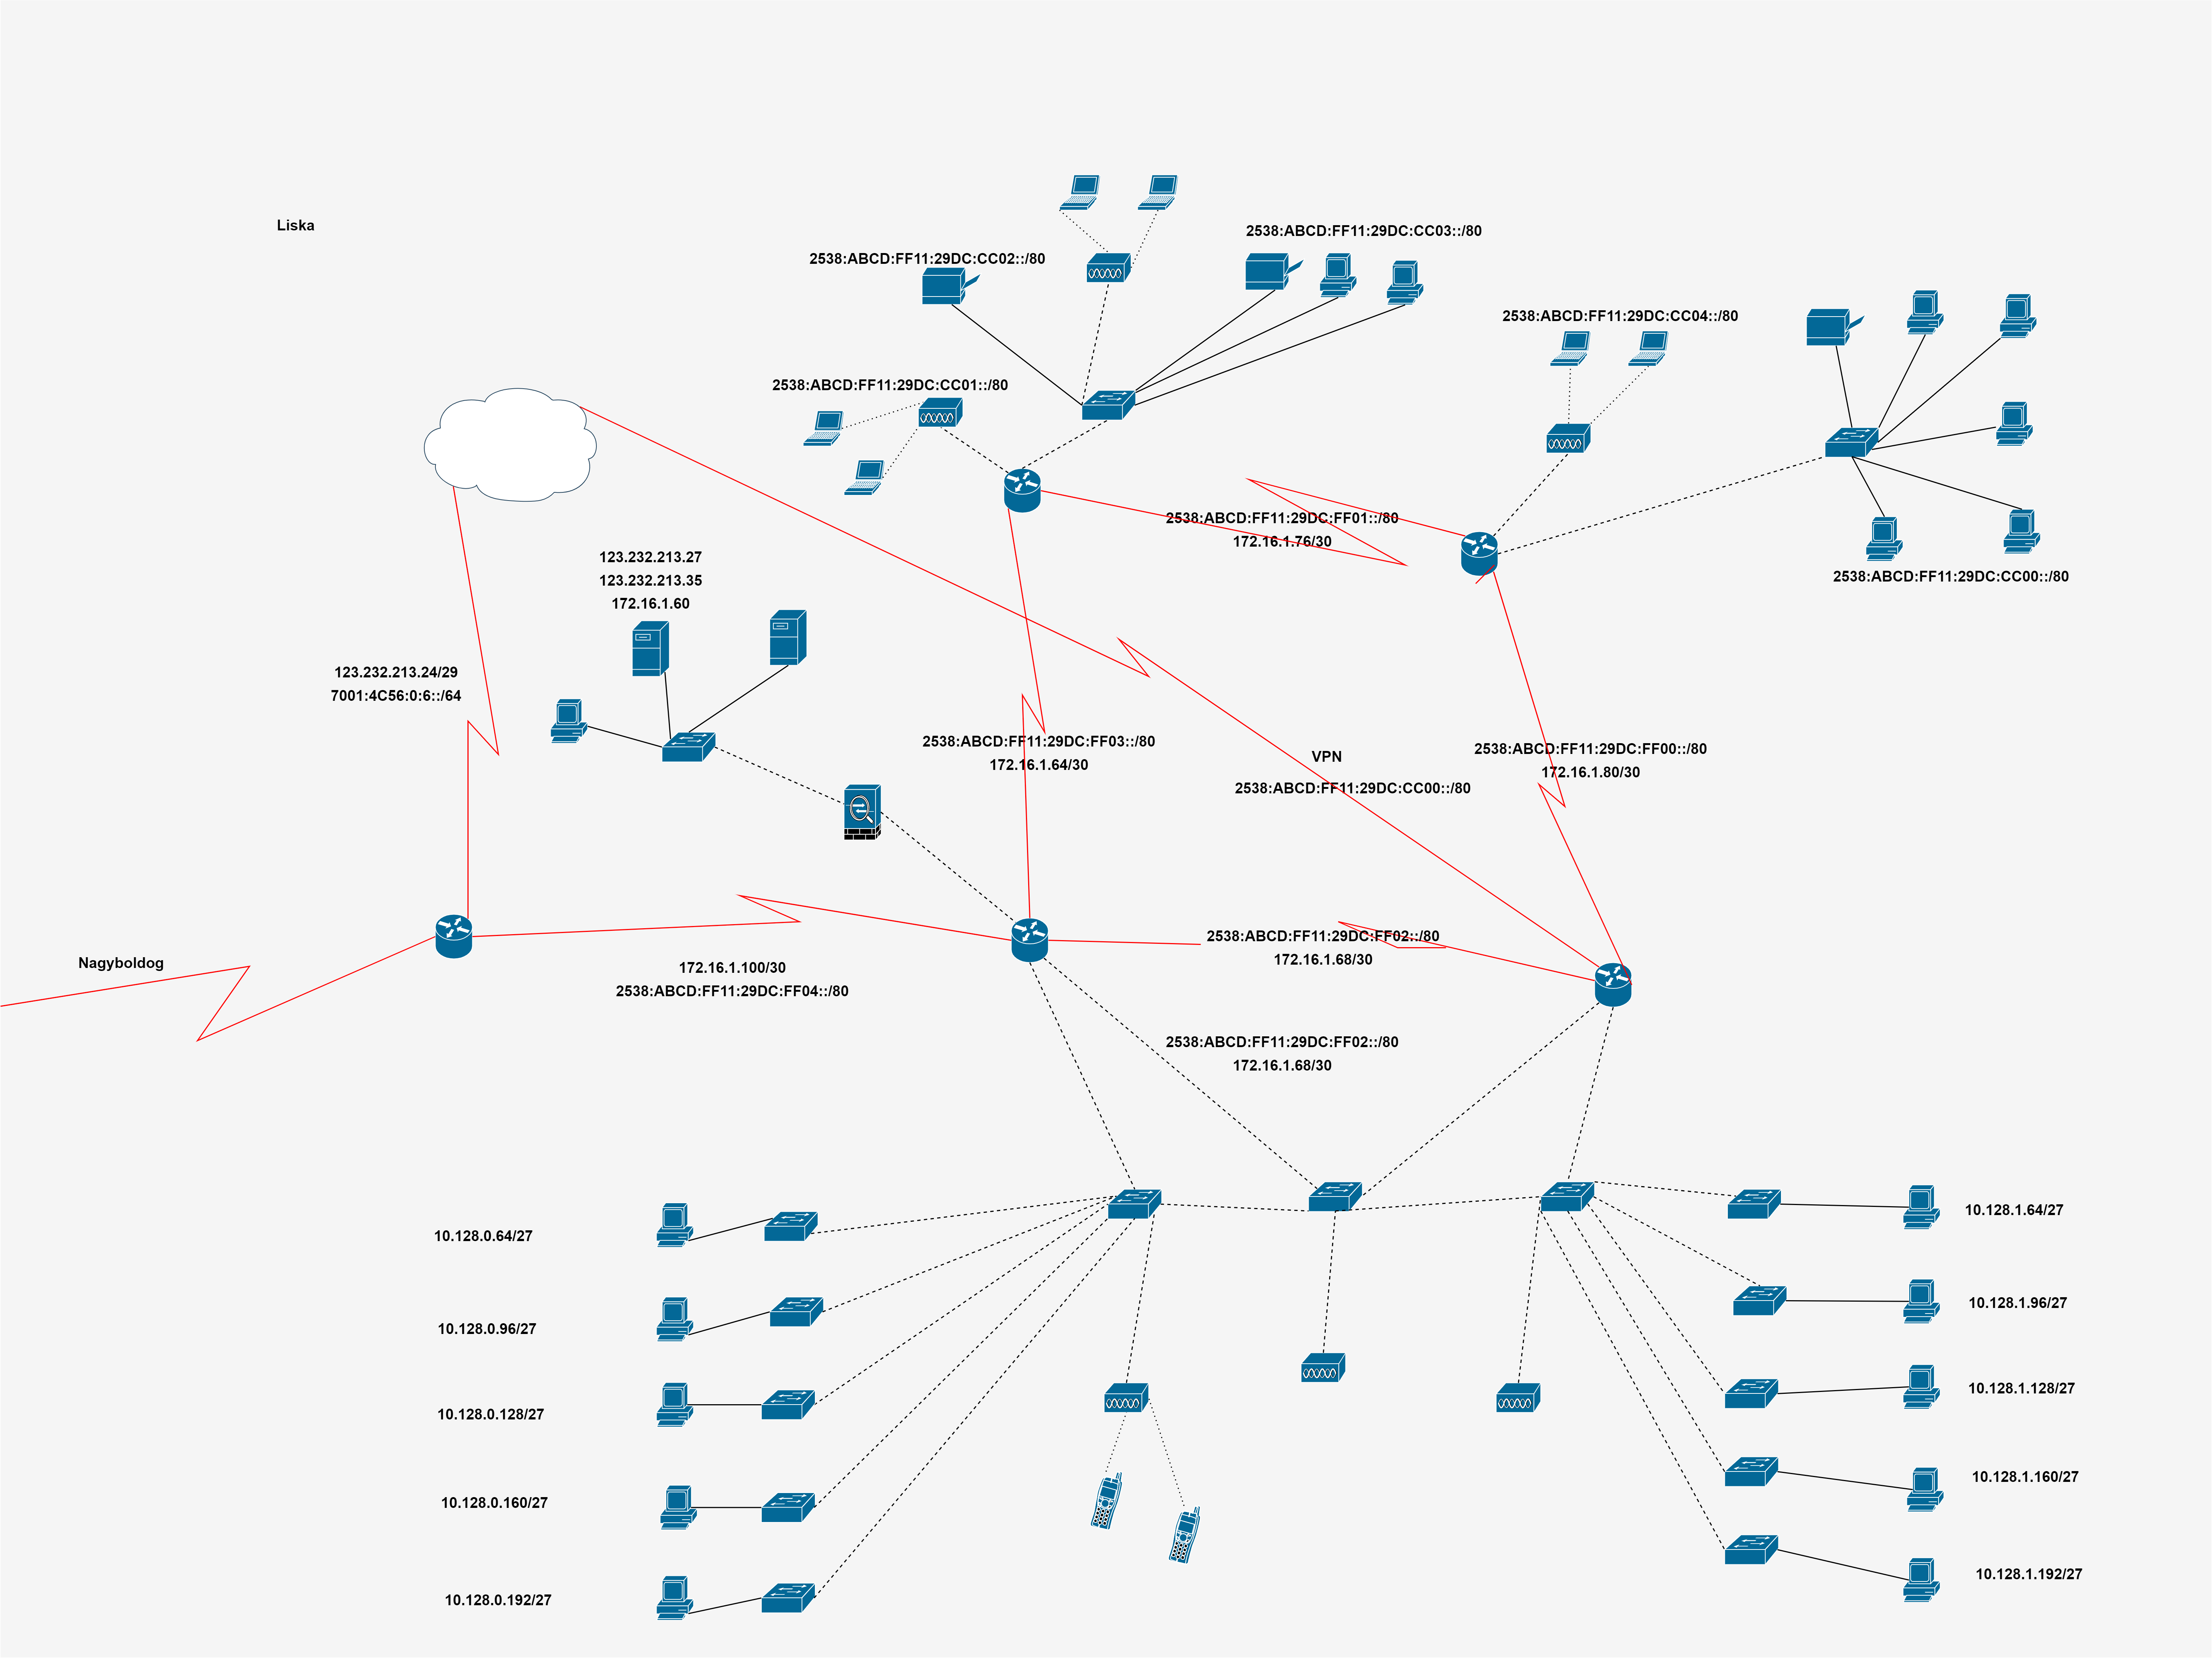 Liska
2538:ABCD:FF11:29DC:CC03::/80
2538:ABCD:FF11:29DC:CC02::/80
2538:ABCD:FF11:29DC:CC04::/80
2538:ABCD:FF11:29DC:CC01::/80
2538:ABCD:FF11:29DC:FF01::/80
172.16.1.76/30
123.232.213.27
123.232.213.35
172.16.1.60
2538:ABCD:FF11:29DC:CC00::/80
123.232.213.24/29
7001:4C56:0:6::/64
2538:ABCD:FF11:29DC:FF03::/80
172.16.1.64/30
VPN
2538:ABCD:FF11:29DC:CC00::/80
2538:ABCD:FF11:29DC:FF00::/80
172.16.1.80/30
Nagyboldog
172.16.1.100/30
2538:ABCD:FF11:29DC:FF04::/80
2538:ABCD:FF11:29DC:FF02::/80
172.16.1.68/30
2538:ABCD:FF11:29DC:FF02::/80
172.16.1.68/30
10.128.0.64/27
10.128.1.64/27
10.128.0.96/27
10.128.1.96/27
10.128.0.128/27
10.128.1.128/27
10.128.0.160/27
10.128.1.160/27
10.128.0.192/27
10.128.1.192/27